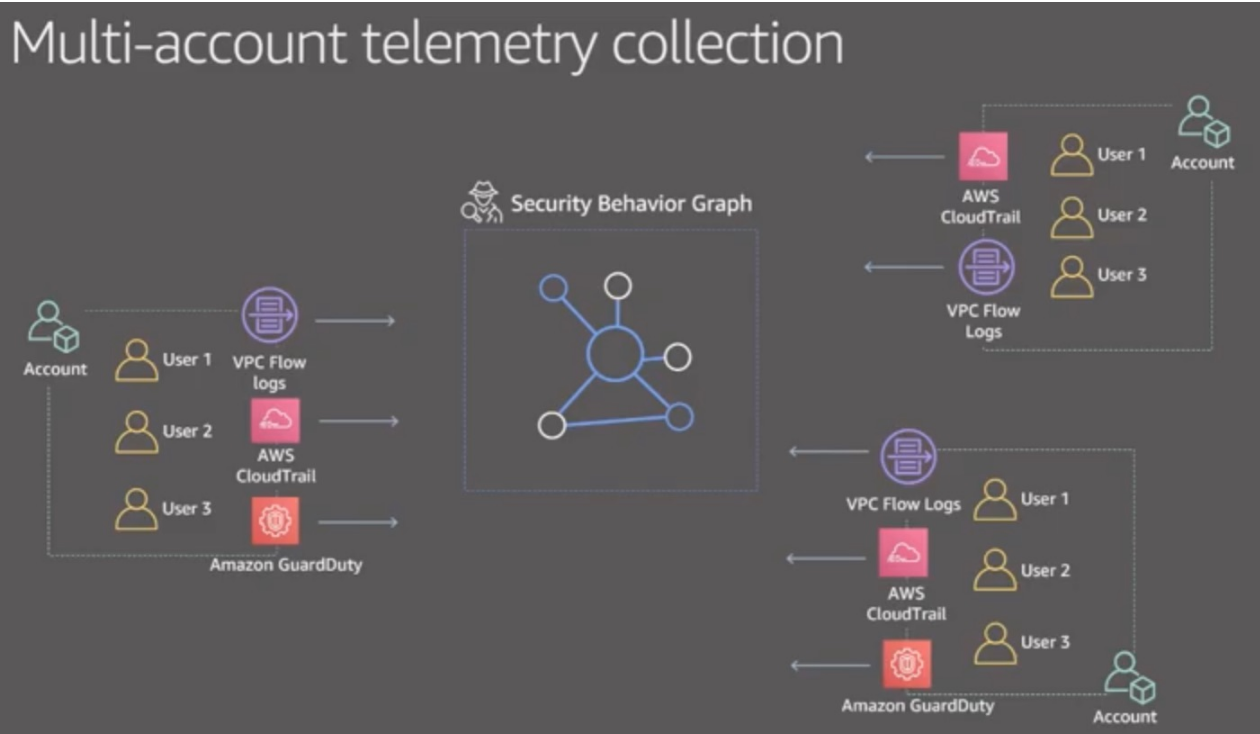 Multi-account telemetry collection
Security Behavior Graph
Account
User 1
User 2
User 3
VPC Flow
logs
AWS
CloudTrail
Amazon GuardDuty
AWS
CloudTrail
VPC Flow
Logs
User 1
User 2
User 3
Account
VPC Flow Logs
AWS
CloudTrail
Amazon GuardDuty
User 1
User 2
User 3
Account